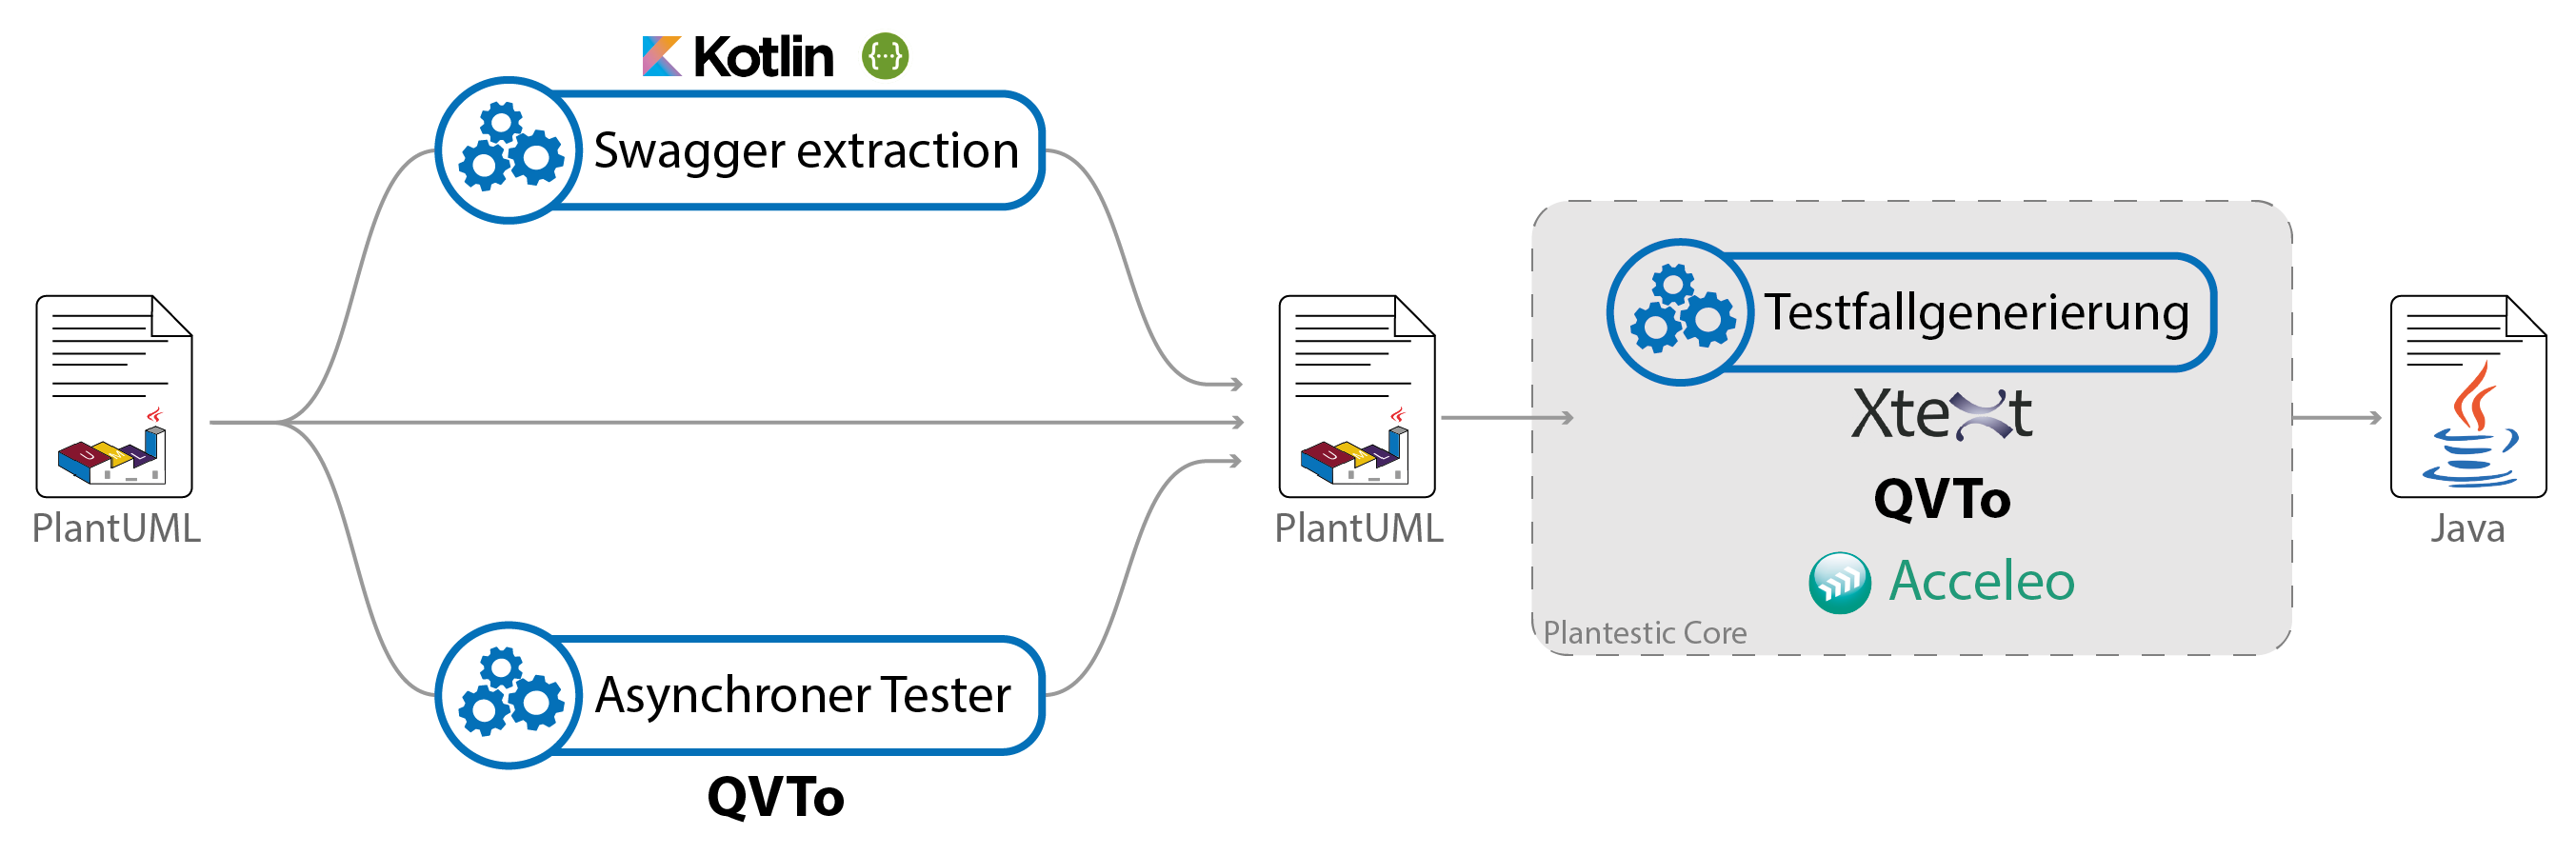 Kotlin
{···}
Swagger extraction
U M L
PlantUML
Asynchroner Tester
QVTo
U M L
PlantUML
Testfallgenerierung
Xtext
QVTo
Acceleo
Plantestic Core
Java